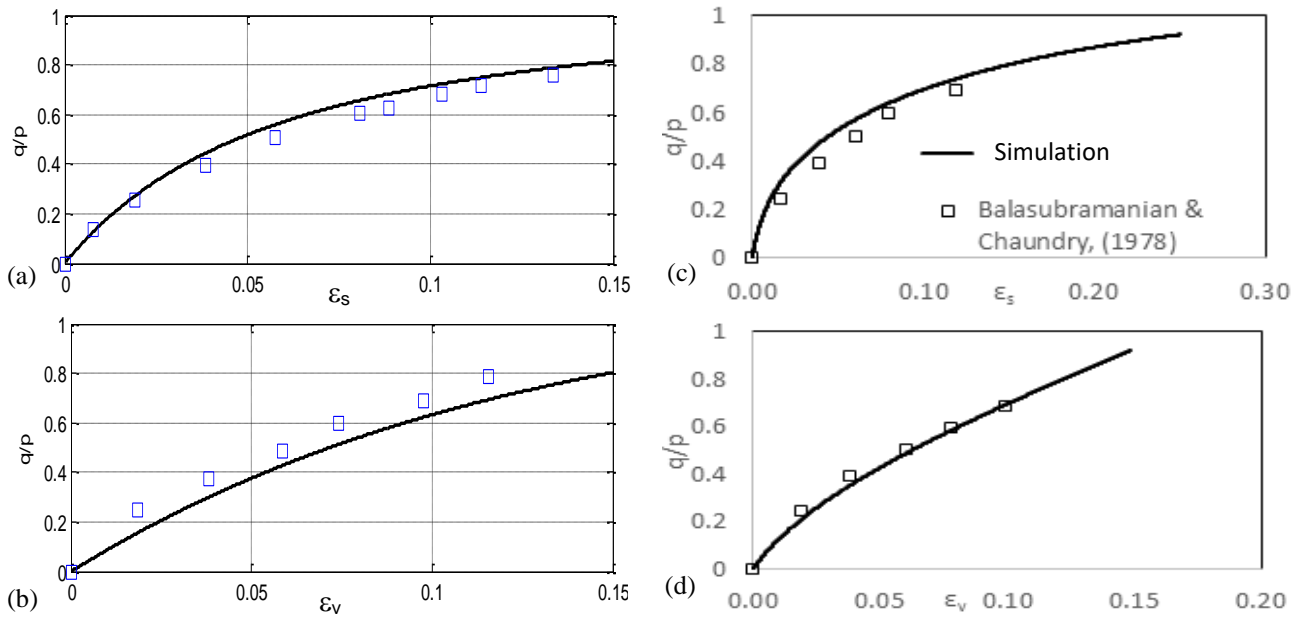 1
0.8
0.6
0.4
0.2
0
q/p
(a)
0 0.05 0.1 0.15
εs
1
0.8
0.6
0.4
0.2
0
q/p
(b)
0 0.05 0.1 0.15
εv
1
0.8
0.6
0.4
0.2
0
q/p
Simulation
Balasubramanian &
Chaundry, (1978)
(c)
0.00 0.10 εs 0.20 0.30
1
0.8
0.6
0.4
0.2
0
q/p
(d)
0.00 0.05 εv 0.10 0.15 0.20